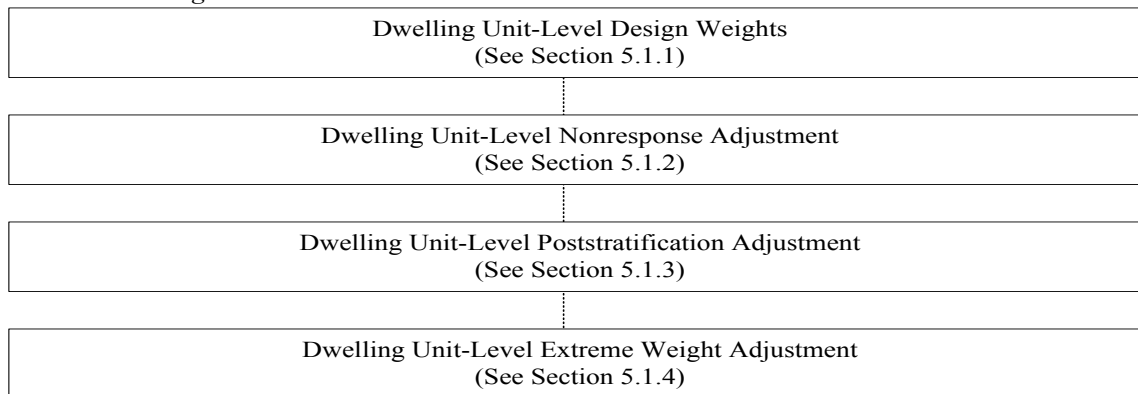 Dwelling Unit-Level Design Weights
(See Section 5.1.1)
Dwelling Unit-Level Nonresponse Adjustment
(See Section 5.1.2)
Dwelling Unit-Level Poststratification Adjustment
(See Section 5.1.3)
Dwelling Unit-Level Extreme Weight Adjustment
(See Section 5.1.4)